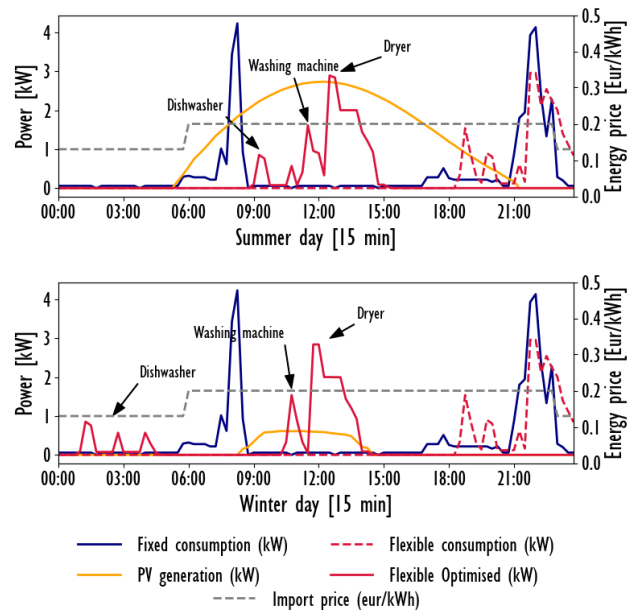 Power [kW]
4
3
2
1
0
Energy price [Eur/kWh]
0.5
0.4
0.3
0.2
0.1
0.0
Dryer
Washing machine
Dishwasher
00:00 03:00 06:00 09:00 12:00 15:00 18:00 21:00
Summer day [15 min]
Power [kW]
4
3
2
1
0
Energy price [Eur/kWh]
0.5
0.4
0.3
0.2
0.1
0.0
Dryer
Washing machine
Dishwasher
00:00 03:00 06:00 09:00 12:00 15:00 18:00 21:00
Winter day [15 min]
Fixed consumption (kW) Flexible consumption (kW)
PV generation (kW) Flexible Optimised (kW)
Import price (eur/kWh)